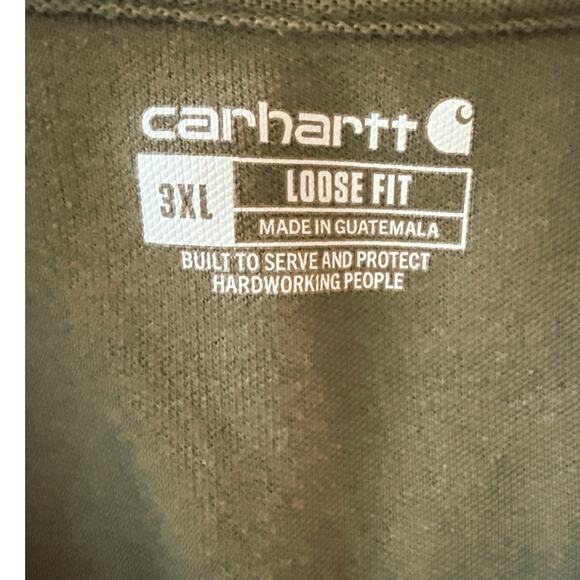 carhartt
3XL LOOSE FIT
MADE IN GUATEMALA
BUILT TO SERVE AND PROTECT
HARDWORKING PEOPLE